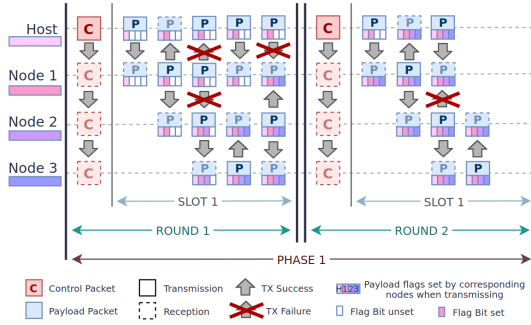 Host C P P P P P C P P P
Node 1 C P P P P P C P P P
Node 2 C P P P P C P P P
Node 3 C P P P C P P
SLOT 1 SLOT 1
ROUND 1 ROUND 2
PHASE 1
C Control Packet Transmission TX Success H123 Payload flags set by corresponding
nodes when transmitting
Payload Packet Reception TX Failure Flag Bit unset Flag Bit set